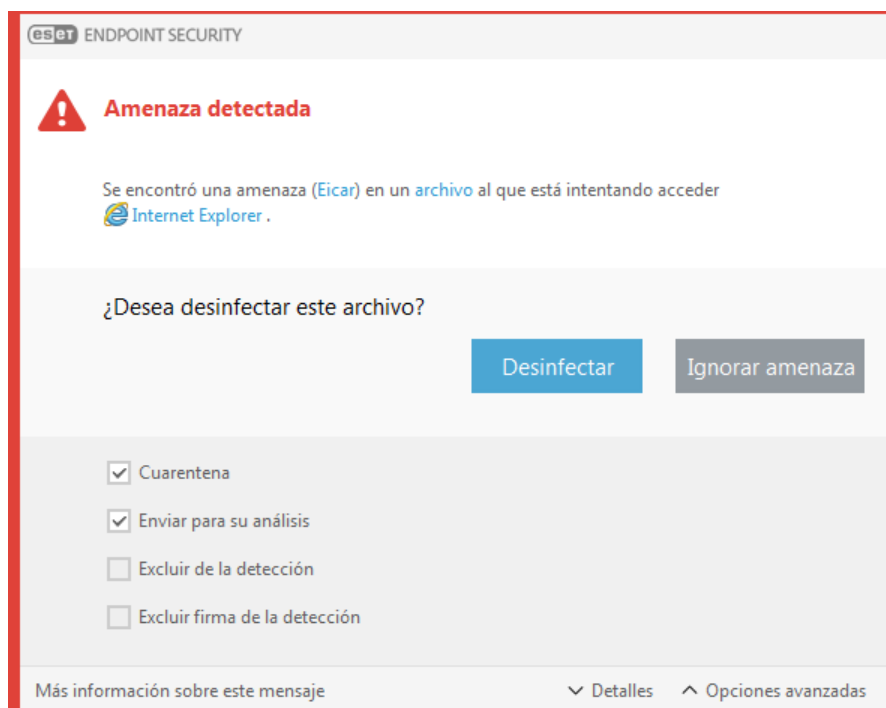 eset ENDPOINT SECURITY
Amenaza detectada
Se encontró una amenaza (Eicar) en un archivo al que está intentando acceder
Internet Explorer .
¿Desea desinfectar este archivo?
Desinfectar Ignorar amenaza
Cuarentena
Enviar para su análisis
Excluir de la detección
Excluir firma de la detección
Más información sobre este mensaje Detalles Opciones avanzadas